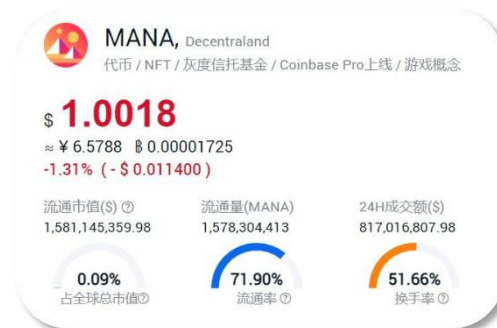 MANA, Decentraland
代币 / NFT / 灰度信托基金 / Coinbase Pro上线 / 游戏概念
$ 1.0018
≈ ¥ 6.5788 ฿ 0.00001725
-1.31% ( - $ 0.011400 )
流通市值($) ? 流通量(MANA) 24H成交额($)
1,581,145,359.98 1,578,304,413 817,016,807.98
0.09% 71.90% 51.66%
占全球总市值? 流通率 ? 换手率 ?